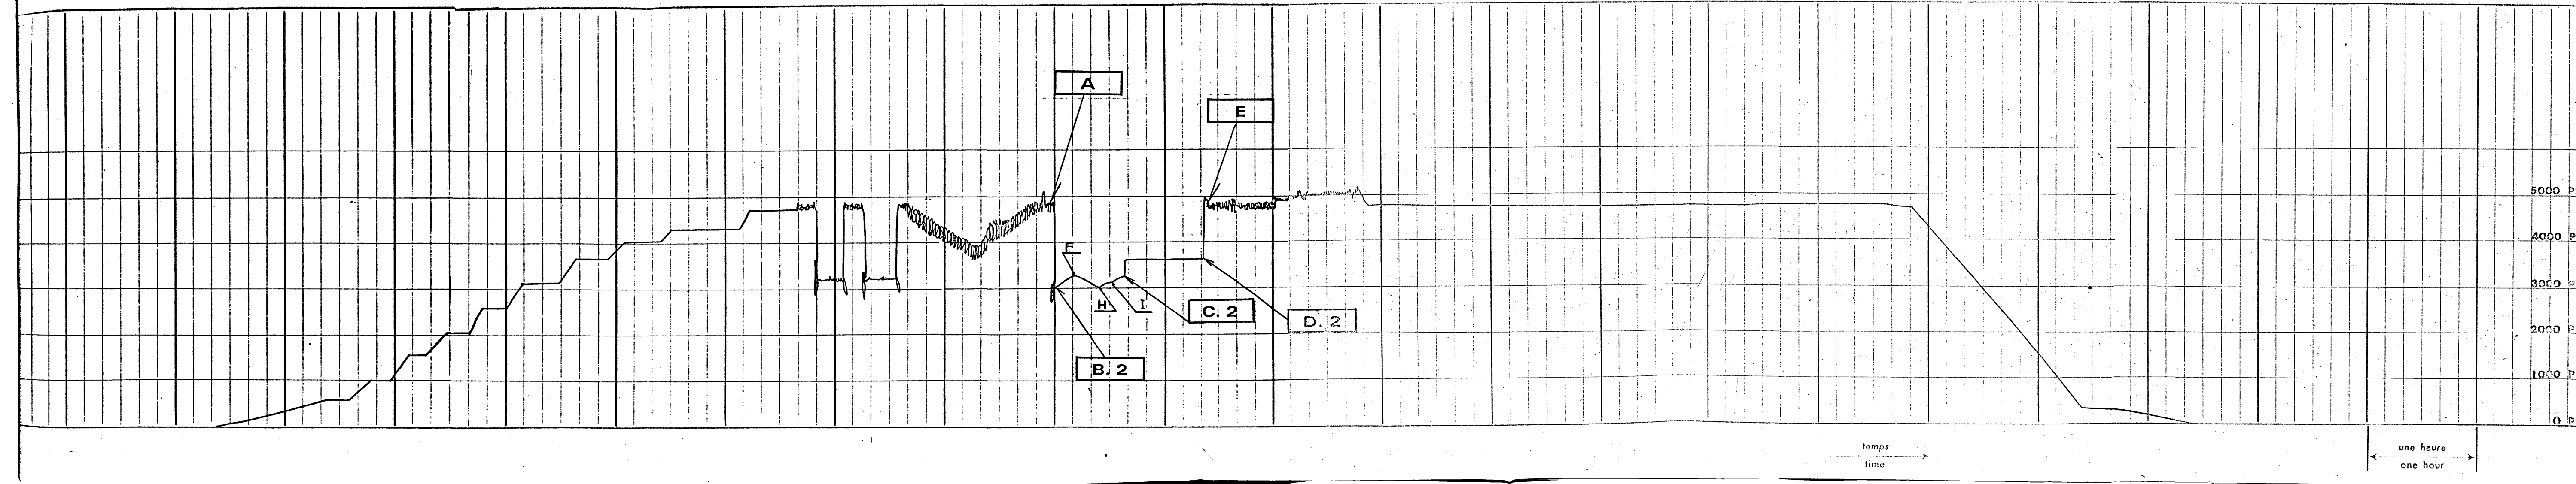 A
E
5000 P
4000 P
F
3000 P
H
I
C. 2
D. 2
2000 P
B. 2
1000 P
0 P
temps
time
une heure
one hour